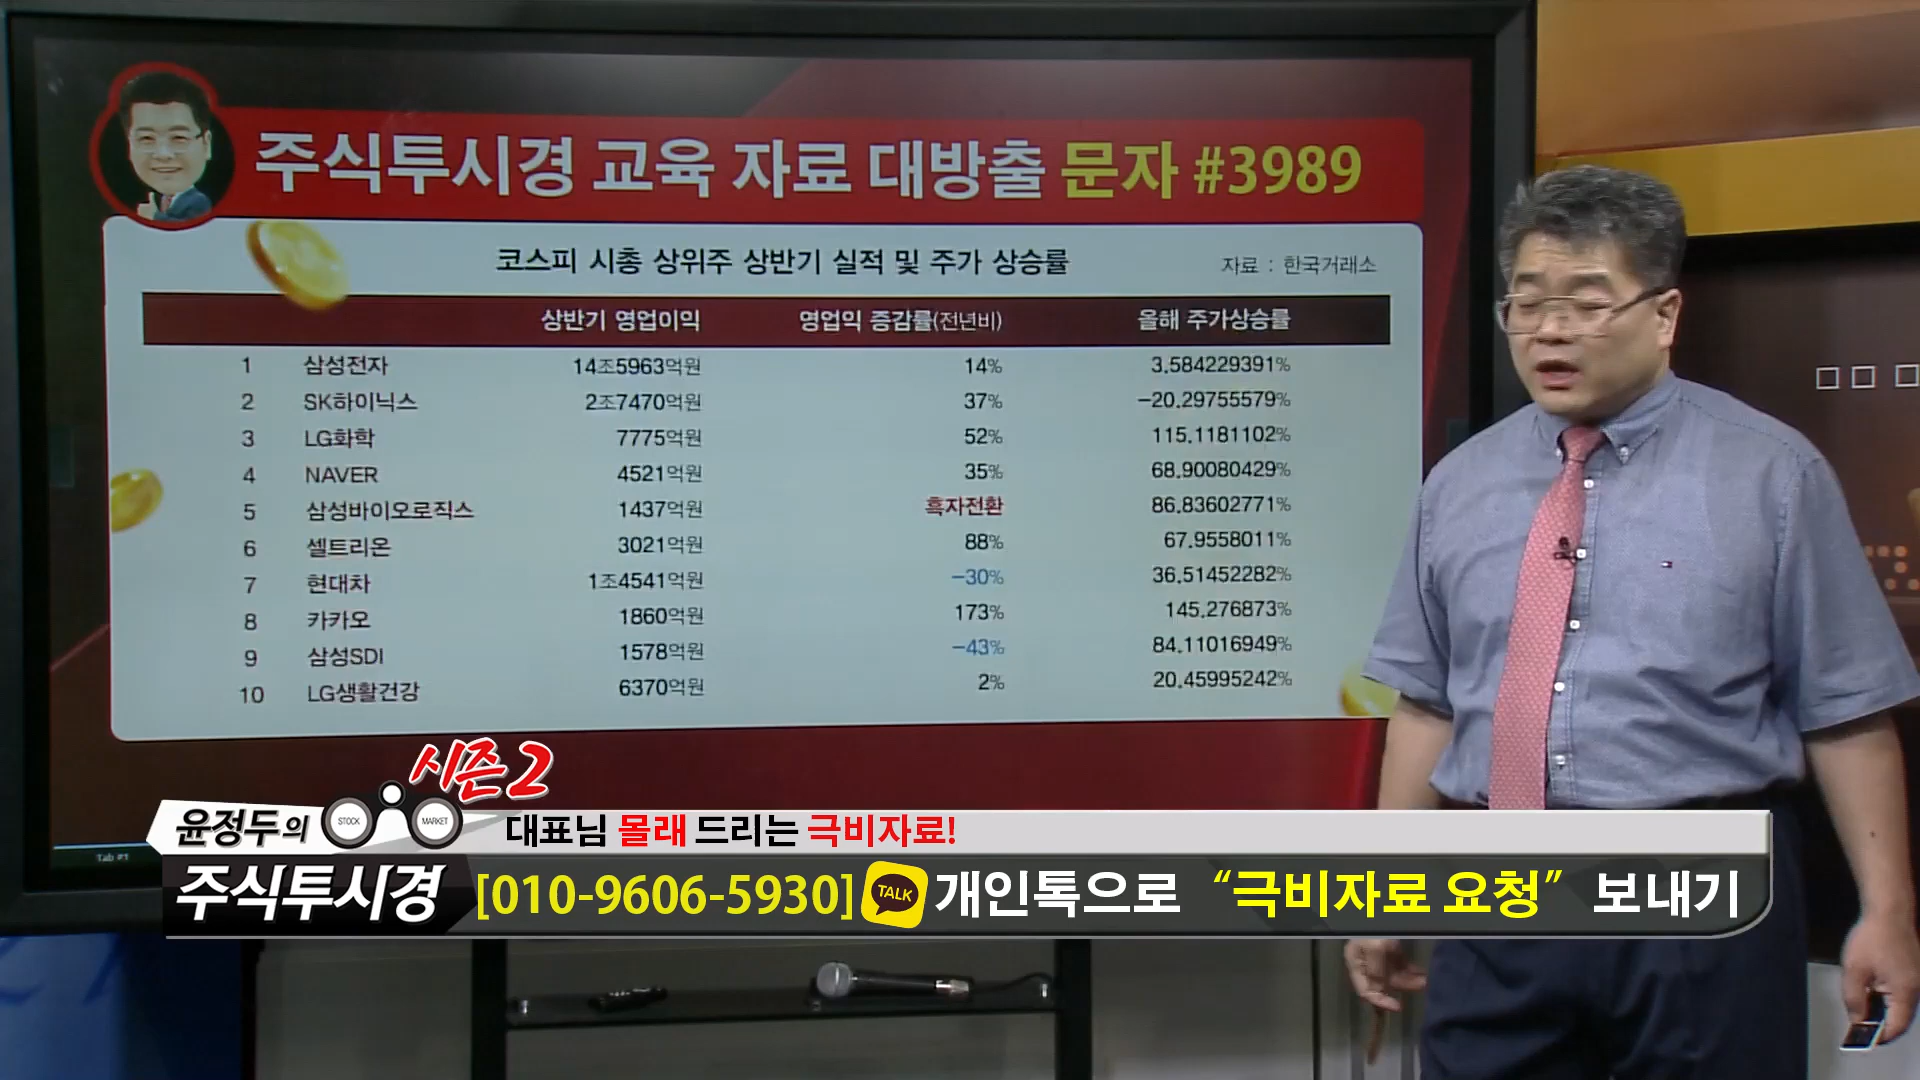 주식투시경 교육 자료 대방출 문자 #3989
코스피 시총 상위주 상반기 실적 및 주가 상승률
자료 : 한국거래소
상반기 영업이익 영업익 증감률(전년비) 올해 주가상승률
1 삼성전자 14조5963억원 14% 3.584229391%
2 SK하이닉스 2조7470억원 37% -20.29755579%
3 LG화학 7775억원 52% 115.1181102%
4 NAVER 4521억원 35% 68.90080429%
5 삼성바이오로직스 1437억원 흑자전환 86.83602771%
6 셀트리온 3021억원 88% 67.9558011%
7 현대차 1조4541억원 -30% 36.51452282%
8 카카오 1860억원 173% 145.276873%
9 삼성SDI 1578억원 -43% 84.11016949%
10 LG생활건강 6370억원 2% 20.45995242%
Tab #1
시즌2
윤정두의
STOCK MARKET
주식투시경
대표님 몰래 드리는 극비자료!
[010-9606-5930] TALK 개인톡으로 “극비자료 요청” 보내기